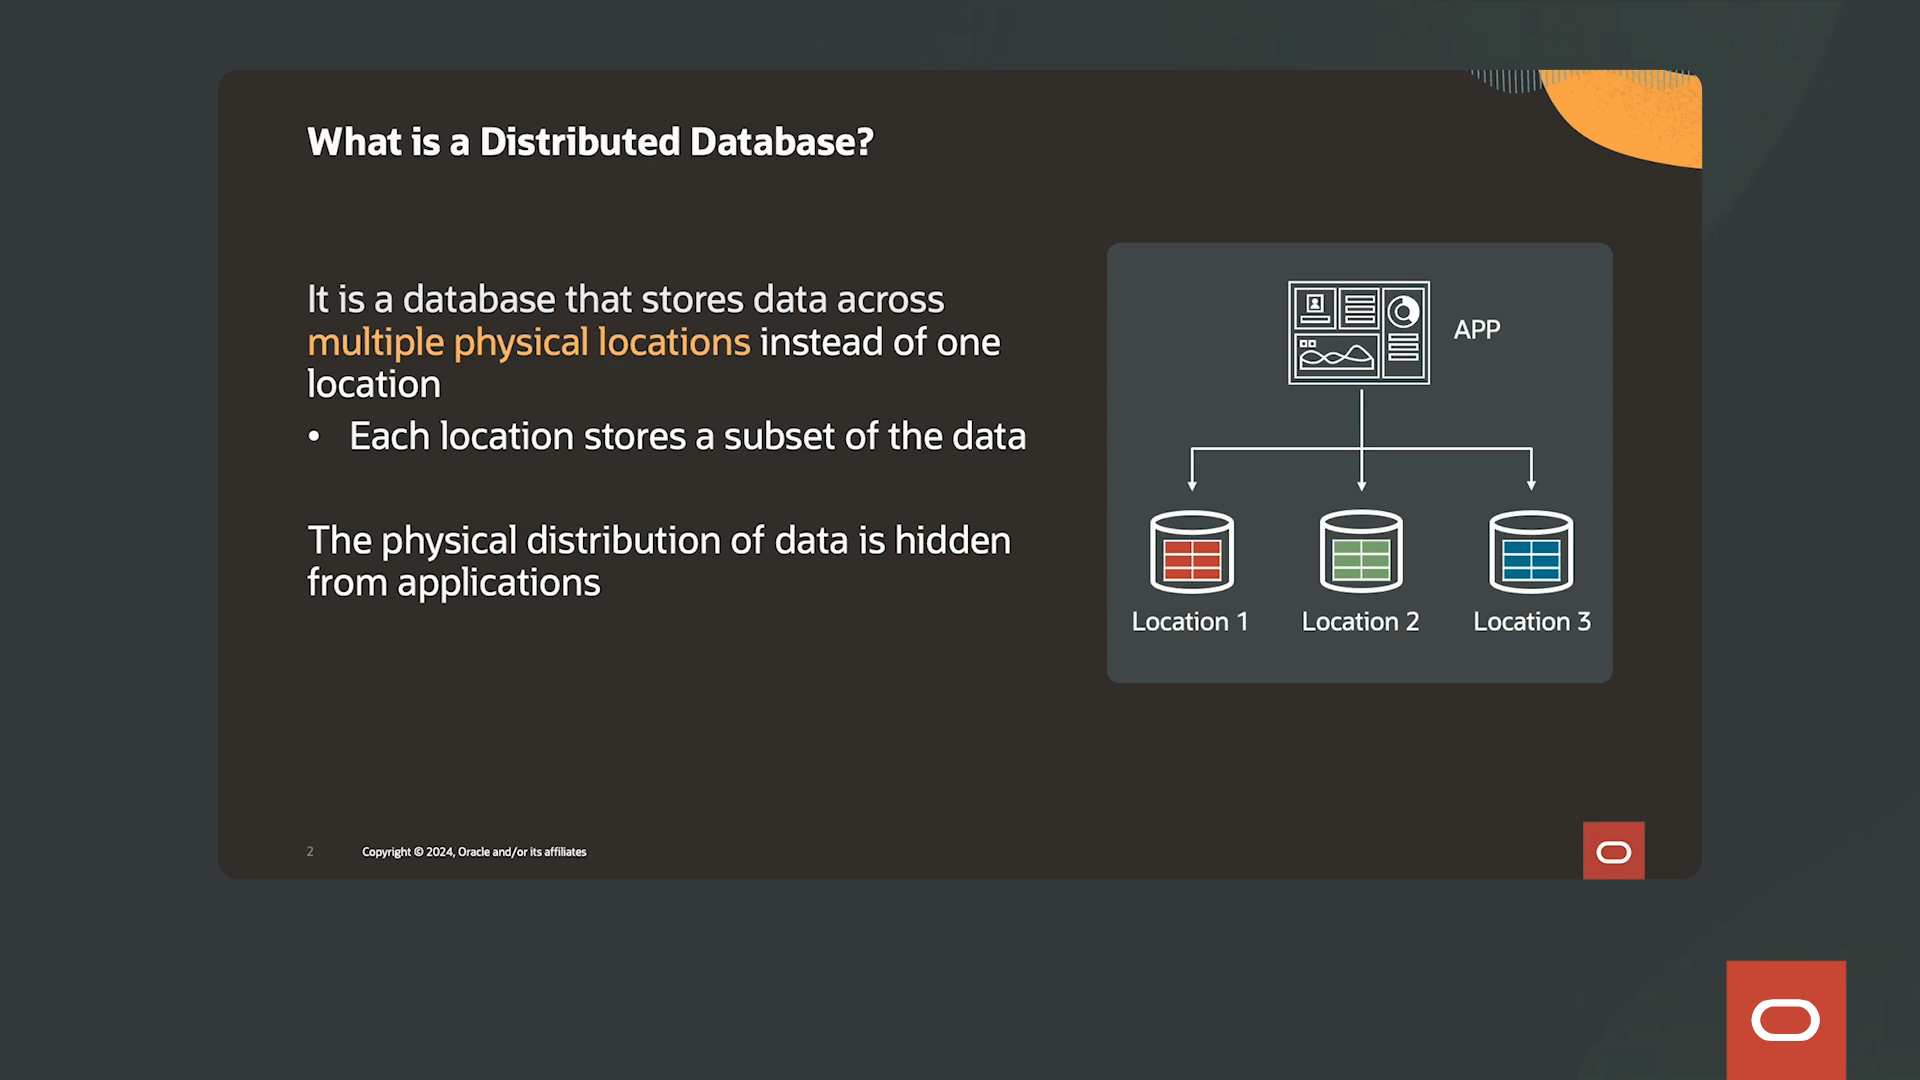 What is a Distributed Database?
It is a database that stores data across
multiple physical locations instead of one
location
• Each location stores a subset of the data
The physical distribution of data is hidden
from applications
APP
Location 1
Location 2
Location 3
2
Copyright © 2024, Oracle and/or its affiliates